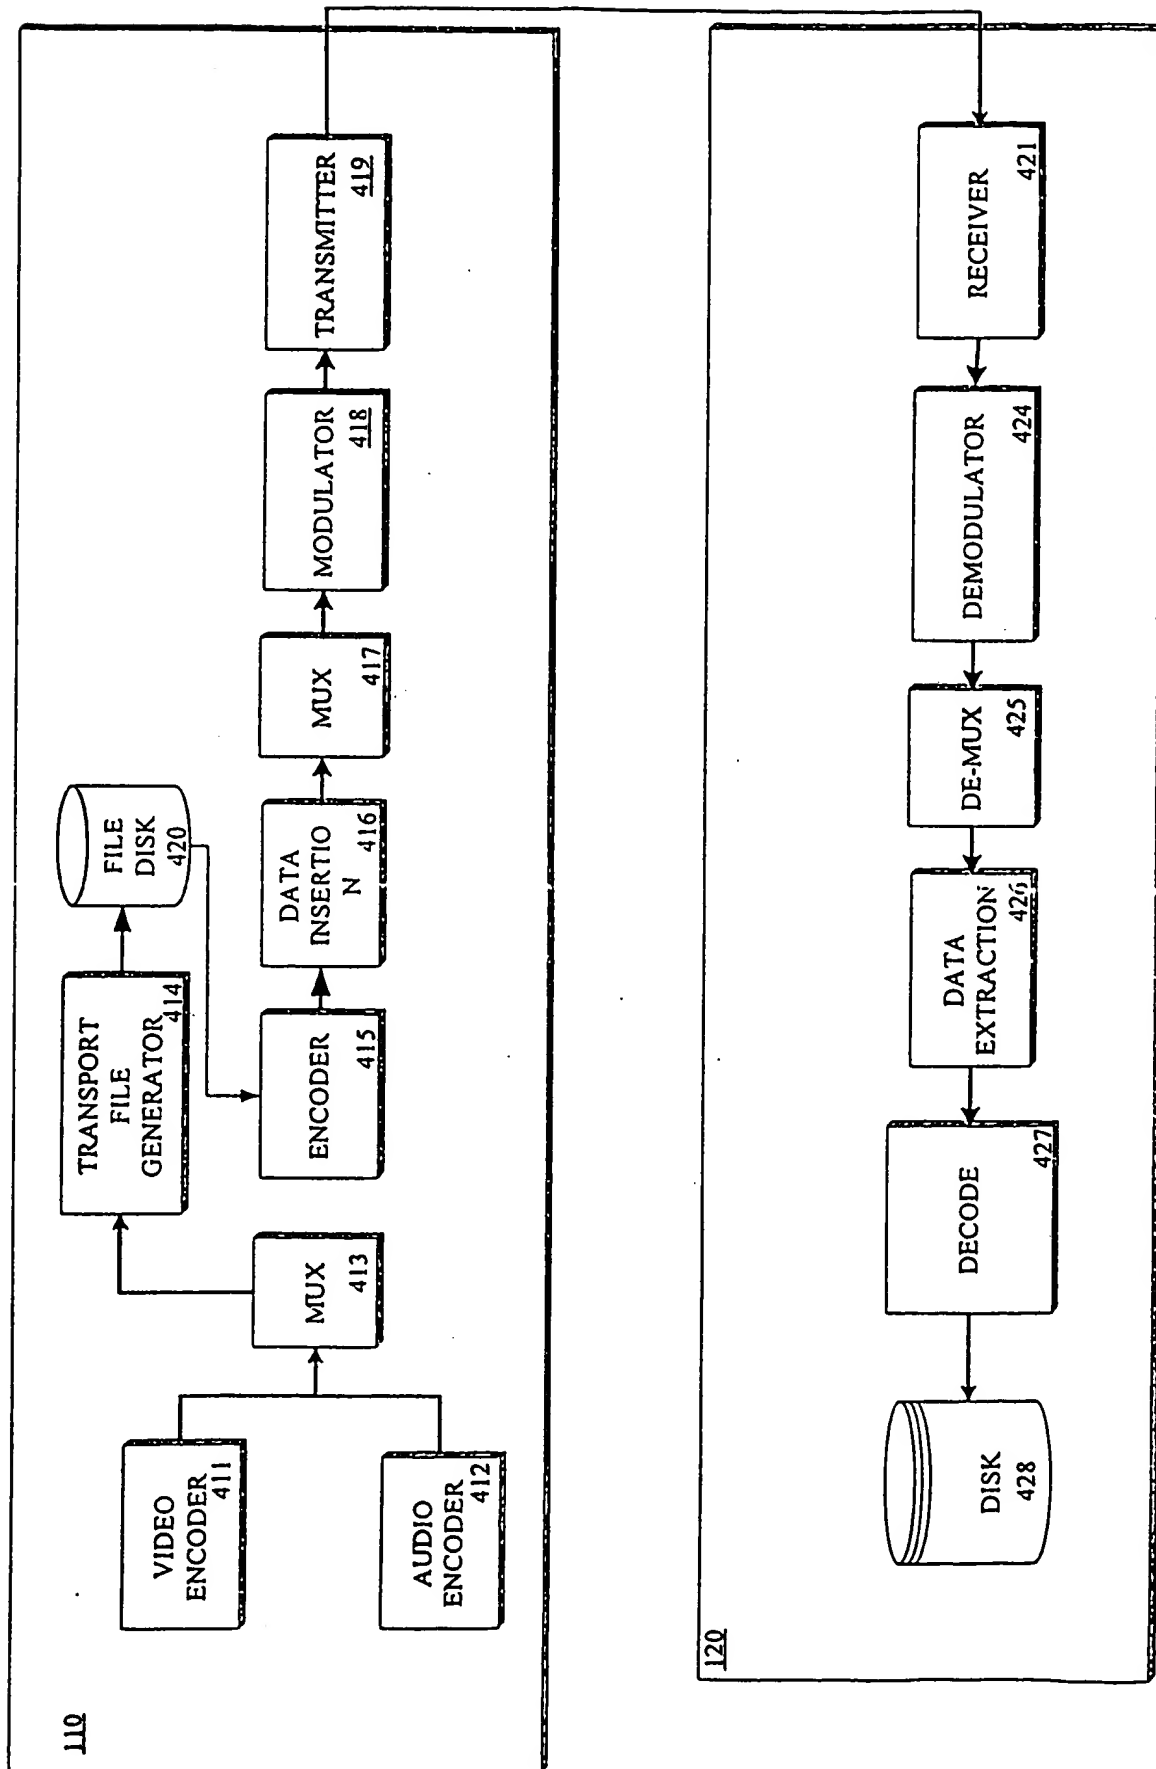 110
VIDEO
ENCODER
411
AUDIO
ENCODER
412
MUX
413
TRANSPORT
FILE
GENERATOR
414
FILE
DISK
420
ENCODER
415
DATA
INSERTIO
N
416
MUX
417
MODULATOR
418
TRANSMITTER
419
120
RECEIVER
421
DEMODULATOR
424
DE-MUX
425
DATA
EXTRACTION
426
DECODE
427
DISK
428